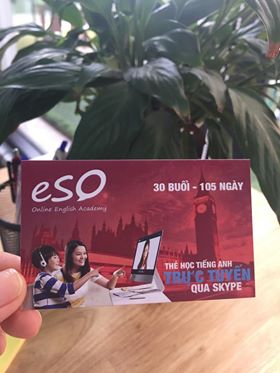 eSO
Online English Academy
30 BUỔI - 105 NGÀY
THẺ HỌC TIẾNG ANH
TRỰC TUYẾN
QUA SKYPE